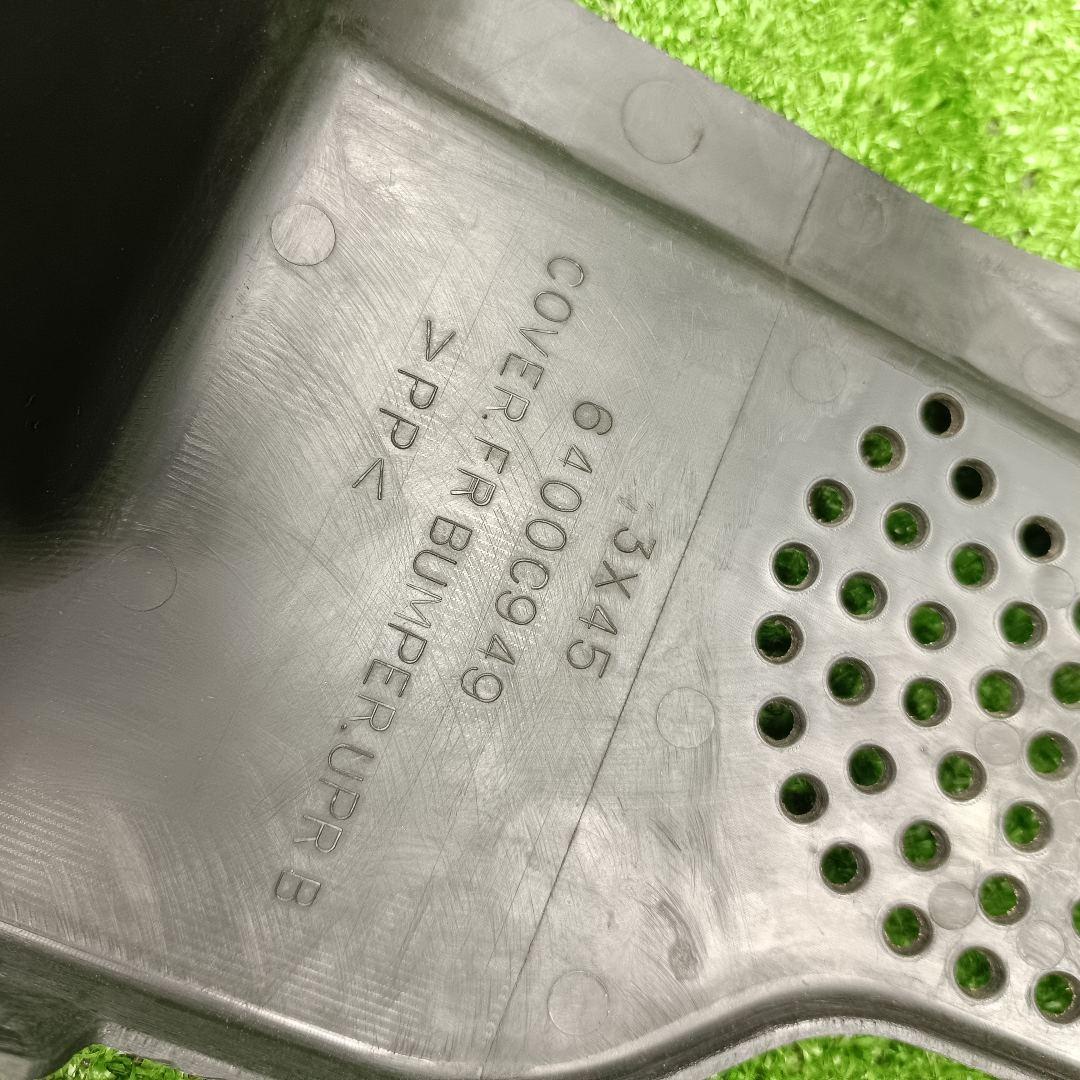 3X45
6400C949
COVER.FR BUMPER.UPR B
>PP<